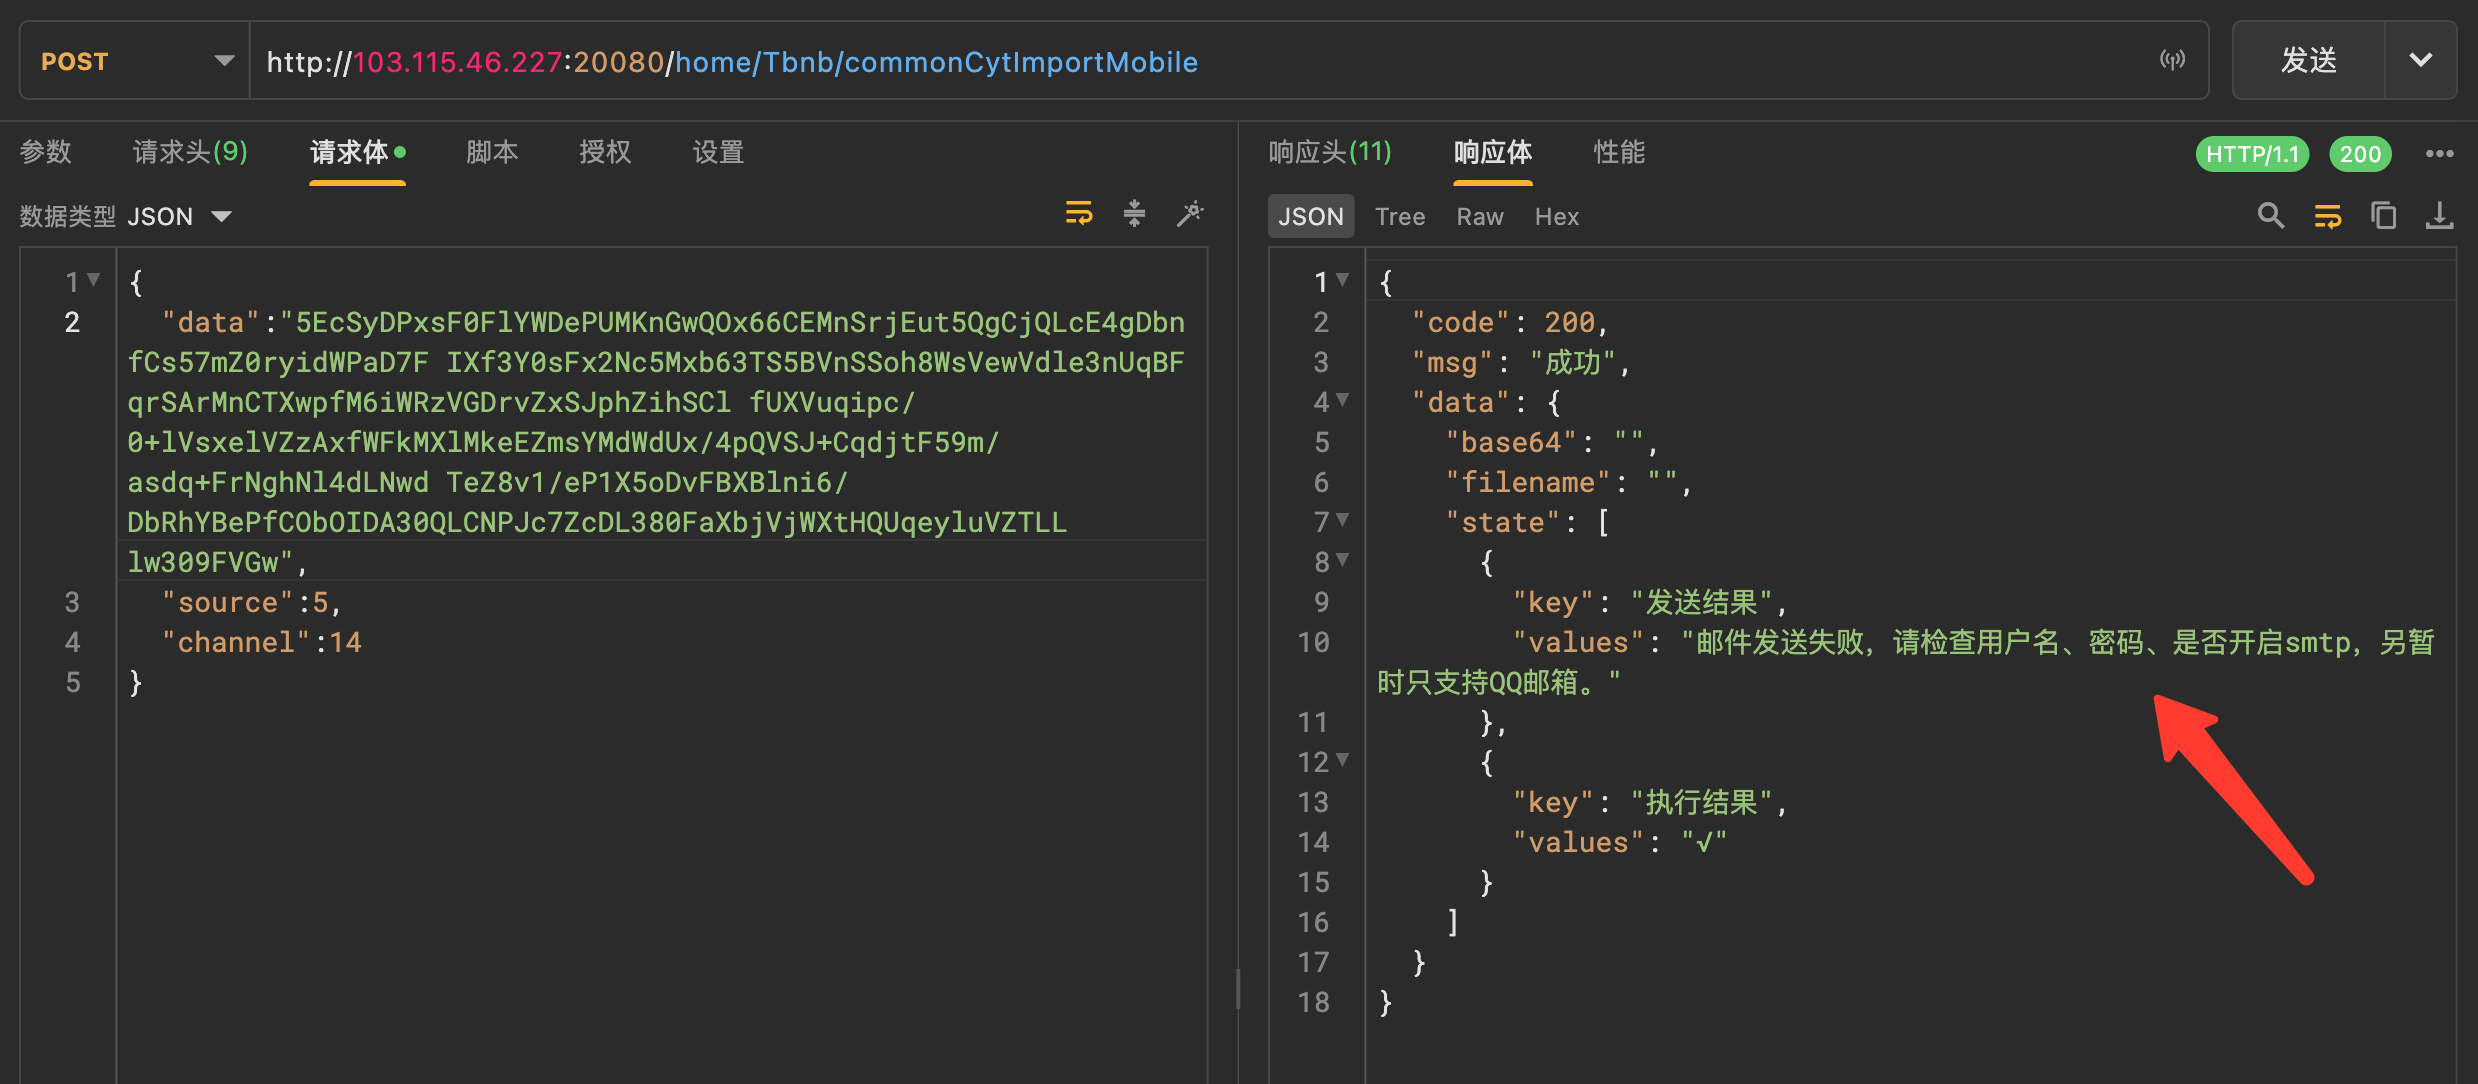 POST
http://103.115.46.227:20080/home/Tbnb/commonCytImportMobile
发送
参数 请求头(9) 请求体 脚本 授权 设置
数据类型 JSON
1 {
2 "data":"5EcSyDPxsF0FlYWDePUMKnGwQOx66CEMnSrjEut5QgCjQLcE4gDbn
fCs57mZ0ryidWPaD7F IXf3Y0sFx2Nc5Mxb63TS5BVnSSoh8WsVewVdle3nUqBF
qrSArMnCTXwpfM6iWRzVGDrvZxSJphZihSCl fUXVuqipc/
0+lVsxelVZzAxfWFkMXlMkeEZmsYMdWdUx/4pQVSJ+CqdjtF59m/
asdq+FrNghNl4dLNwd TeZ8v1/eP1X5oDvFBXBlni6/
DbRhYBePfCObOIDA30QLCNPJc7ZcDL380FaXbjVjWXtHQUqeyluVZTLL
lw309FVGw",
3 "source":5,
4 "channel":14
5 }
响应头(11) 响应体 性能
HTTP/1.1 200
JSON Tree Raw Hex
1 {
2 "code": 200,
3 "msg": "成功",
4 "data": {
5 "base64": "",
6 "filename": "",
7 "state": [
8 {
9 "key": "发送结果",
10 "values": "邮件发送失败，请检查用户名、密码、是否开启smtp，另暂
时只支持QQ邮箱。"
11 },
12 {
13 "key": "执行结果",
14 "values": "√"
15 }
16 ]
17 }
18 }